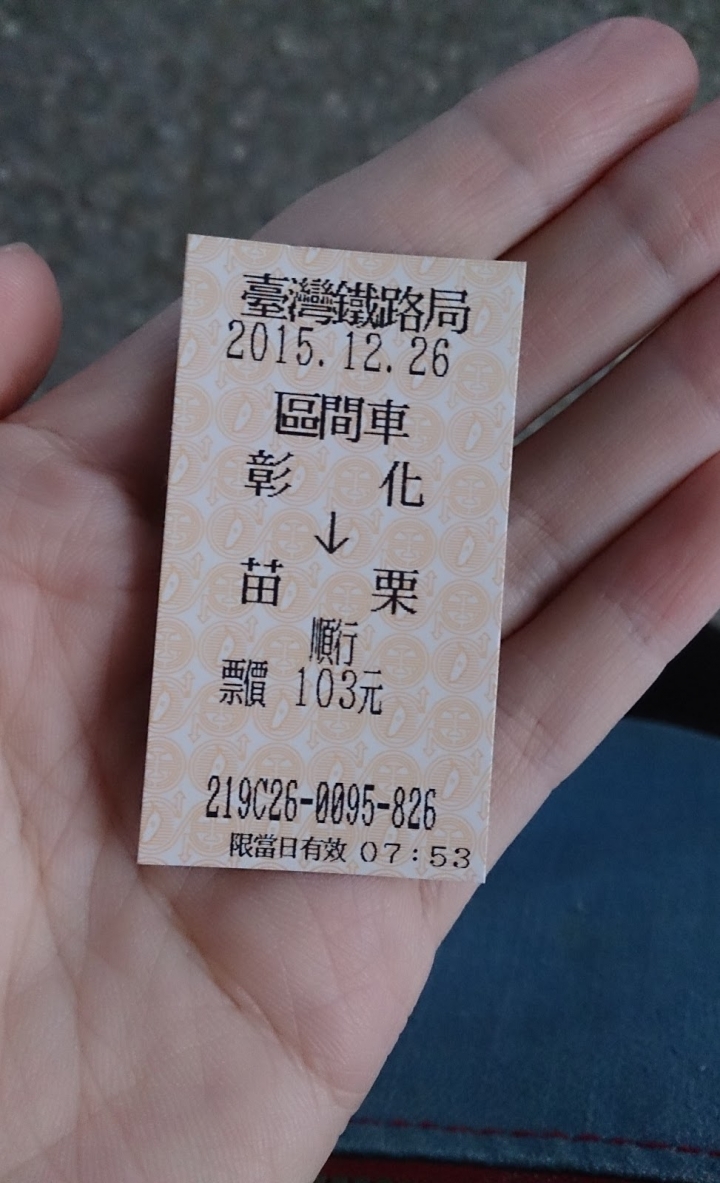 臺灣鐵路局
2015.12.26
區間車
彰 化
↓
苗 栗
順行
票價 103元
219C26-0095-826
限當日有效 07:53